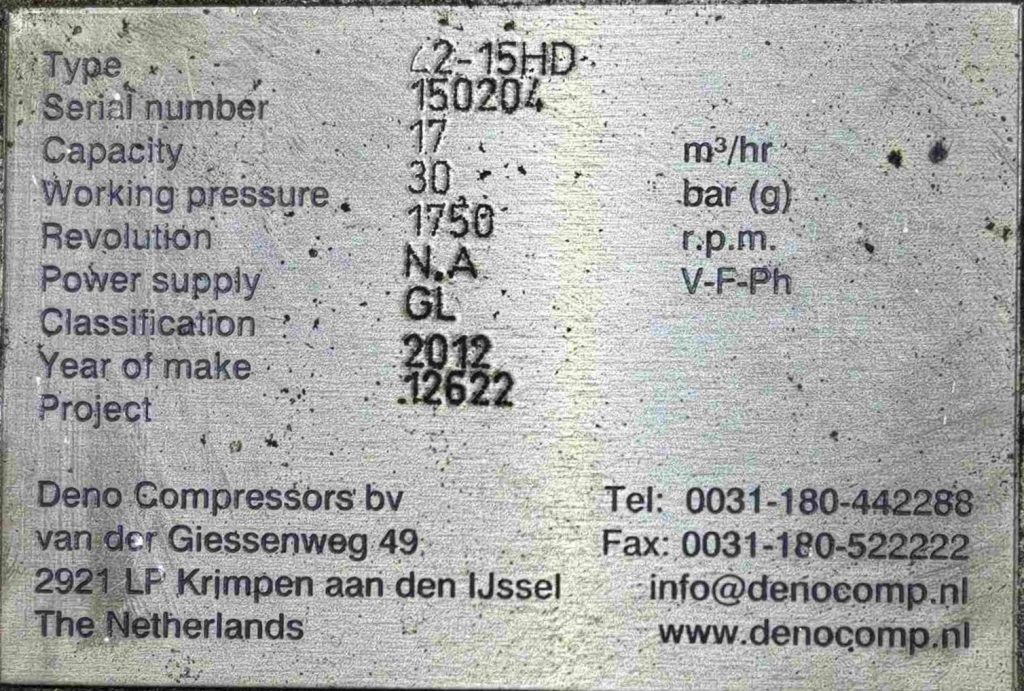 Type
Serial number 150204
Capacity 17 m³/hr
Working pressure 30 bar (g)
Revolution 1750 r.p.m.
Power supply N.A V-F-Ph
Classification GL
Year of make 2012
Project 12622
Deno Compressors bv Tel: 0031-180-442288
van der Giessenweg 49 Fax: 0031-180-522222
2921 LP Krimpen aan den IJssel info@denocomp.nl
The Netherlands www.denocomp.nl